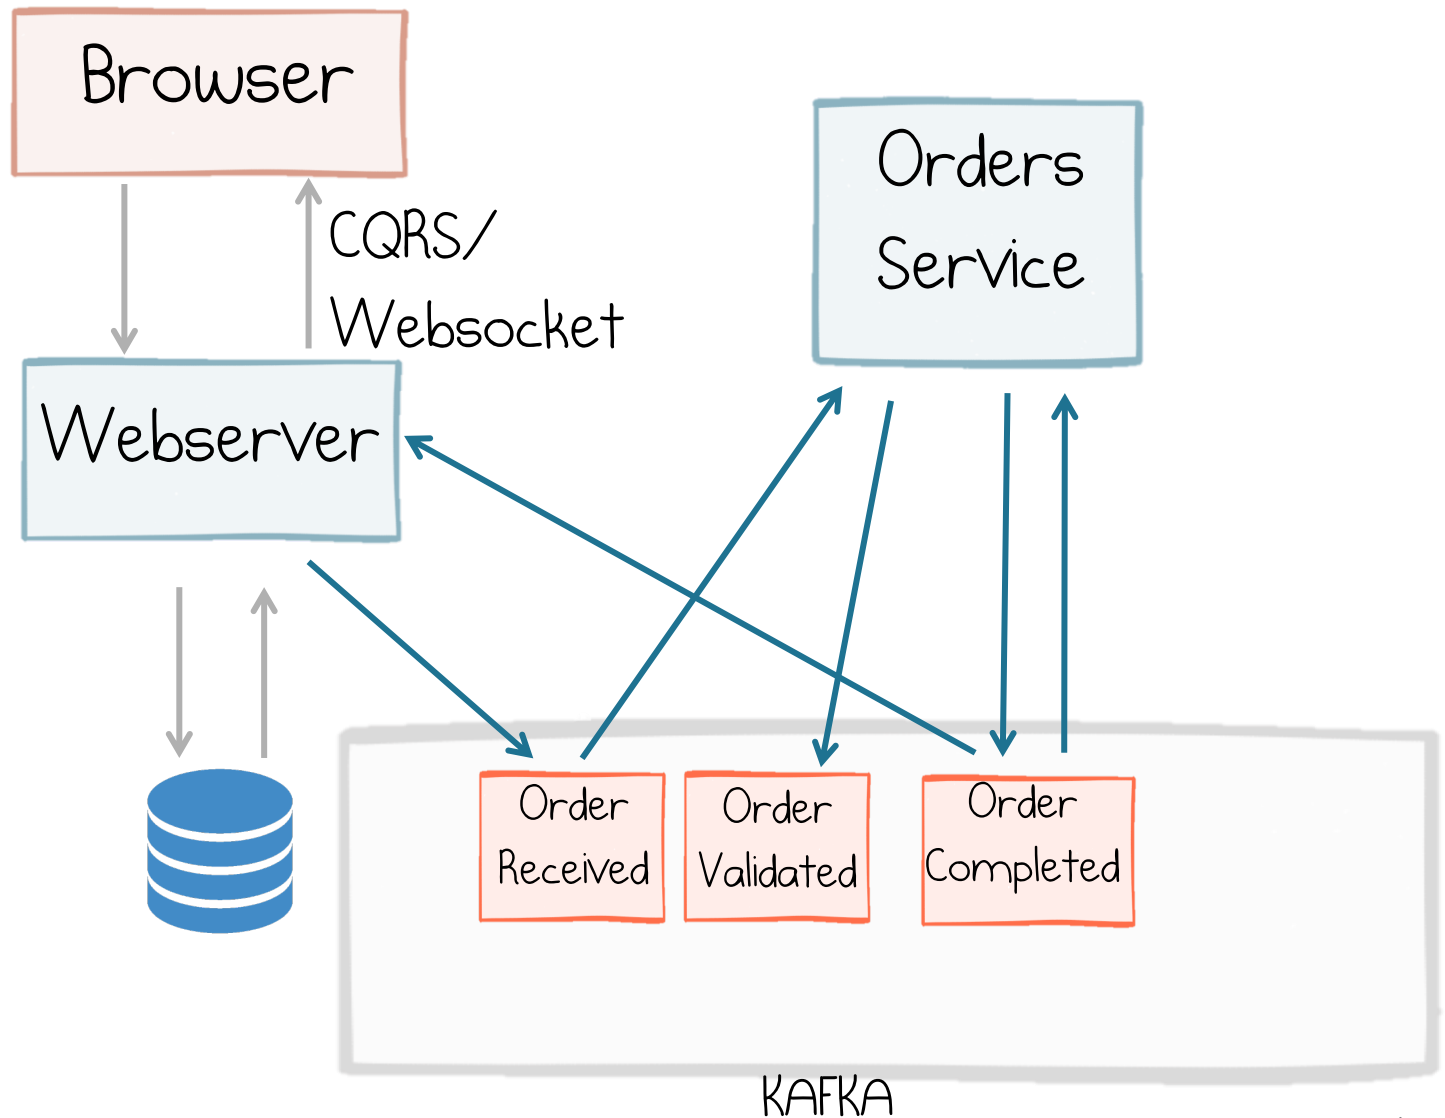 Browser
CQRS/
Websocket
Webserver
Orders
Service
Order
Received
Order
Validated
Order
Completed
KAFKA